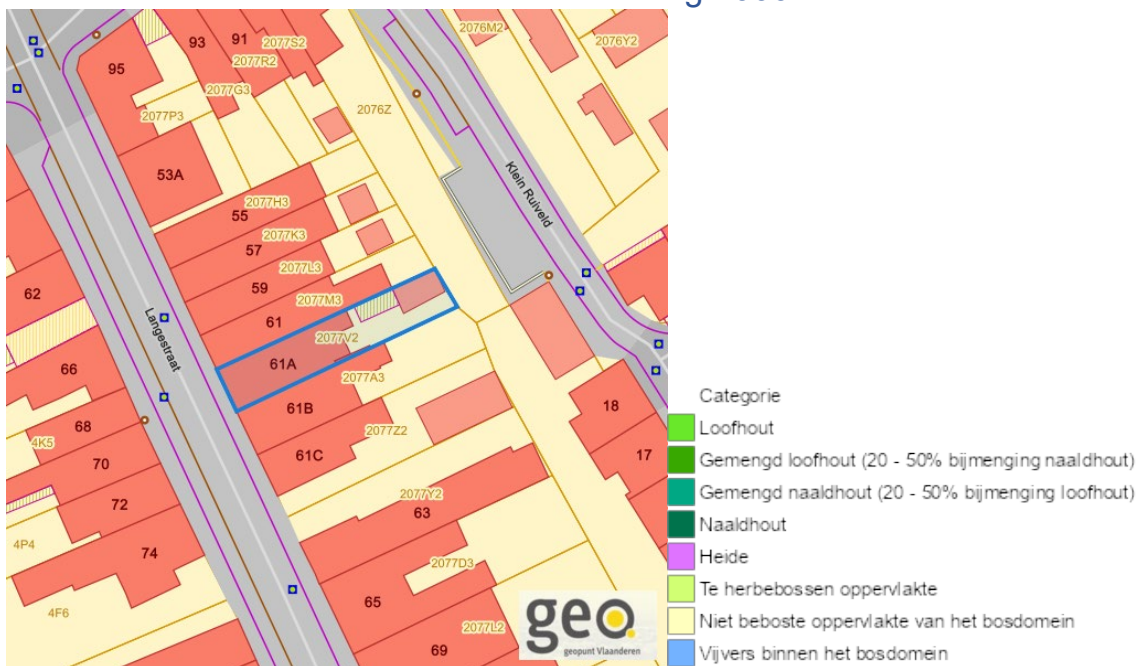 93
91
2077S2
2076M2
2076Y2
95
2077R2
2077G3
2077P3
2076Z
53A
Klein Ruiveld
2077H3
55
2077K3
57
2077L3
59
62
2077M3
61
Langestraat
2077V2
61A
66
2077A3
61B
18
68
2077Z2
4K5
61C
17
70
72
2077Y2
63
4P4
74
2077D3
65
4F6
2077L2
69
geo
geopunt Vlaanderen
Categorie
Loofhout
Gemengd loofhout (20 - 50% bijmenging naaldhout)
Gemengd naaldhout (20 - 50% bijmenging loofhout)
Naaldhout
Heide
Te herbebossen oppervlakte
Niet beboste oppervlakte van het bosdomein
Vijvers binnen het bosdomein